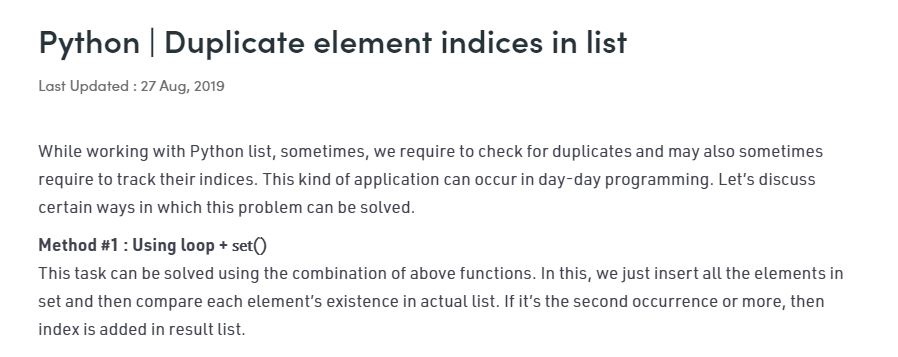 Python | Duplicate element indices in list
Last Updated : 27 Aug, 2019
While working with Python list, sometimes, we require to check for duplicates and may also sometimes
require to track their indices. This kind of application can occur in day-day programming. Let’s discuss
certain ways in which this problem can be solved.
Method #1 : Using loop + set()
This task can be solved using the combination of above functions. In this, we just insert all the elements in
set and then compare each element’s existence in actual list. If it’s the second occurrence or more, then
index is added in result list.